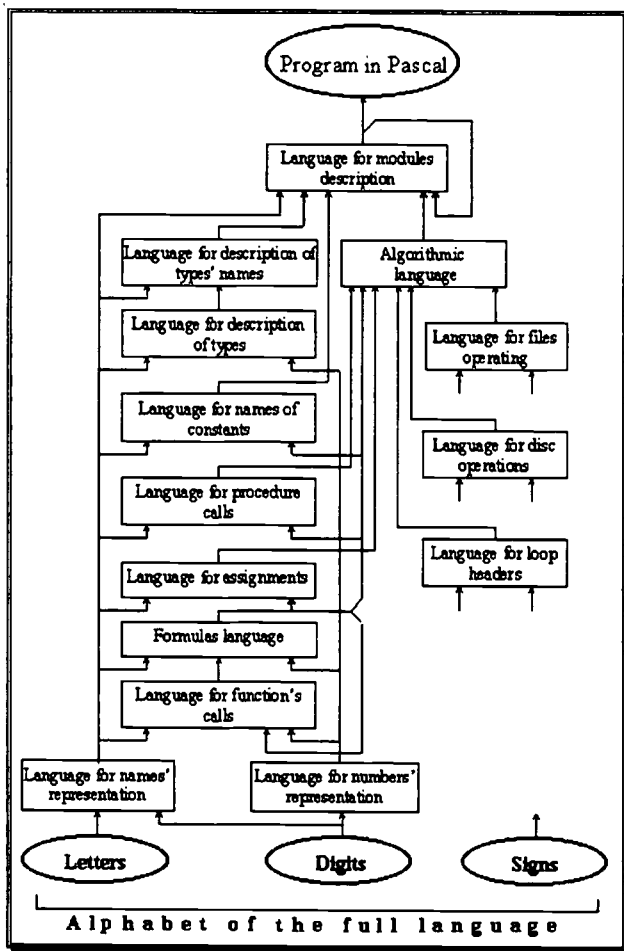 Program in Pascal
Language for modules
description
Language for description of
types' names
Algorithmic
language
Language for description
of types
Language for files
operating
Language for names of
constants
Language for disc
operations
Language for procedure
calls
Language for loop
headers
Language for assignments
Formulas language
Language for function's
calls
Language for names'
representation
Language for numbers'
representation
Letters
Digits
Signs
Alphabet of the full language